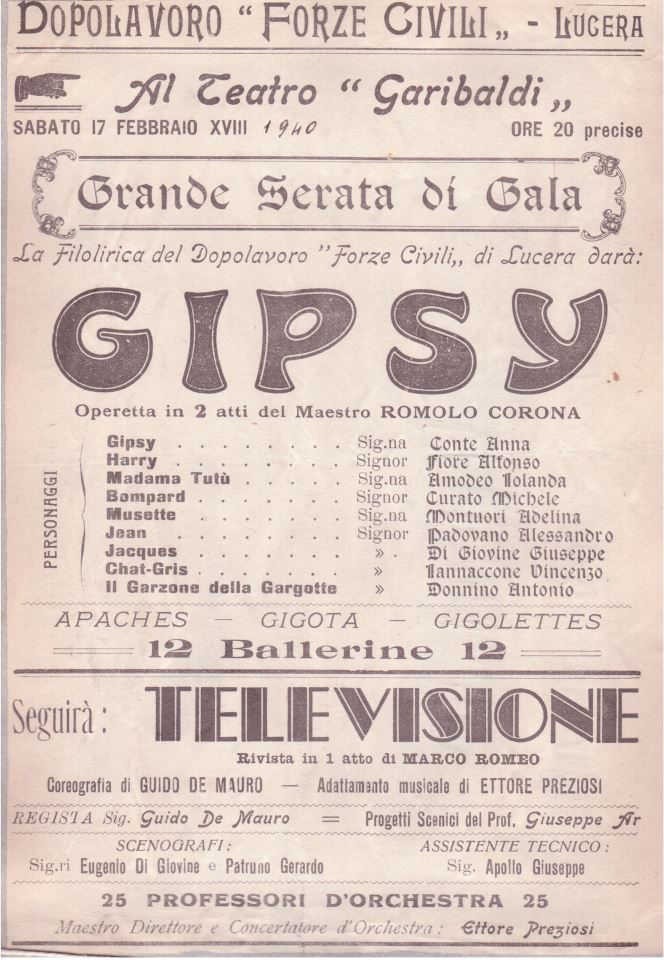 DOPOLAVORO “ FORZE CIVILI „ - LUCERA
Al Teatro “ Garibaldi „
SABATO 17 FEBBRAIO XVIII 1940 ORE 20 precise
Grande Serata di Gala
La Filolirica del Dopolavoro "Forze Civili„ di Lucera darà:
GIPSY
Operetta in 2 atti del Maestro ROMOLO CORONA
PERSONAGGI
Gipsy . . . . . . . . Sig.na Conte Anna
Harry . . . . . . . . Signor Fiore Alfonso
Madama Tutù . . . . . . Sig.na Amodeo Iolanda
Bompard . . . . . . . Signor Curato Michele
Musette . . . . . . . Sig.na Montuori Adelina
Jean . . . . . . . . Signor Padovano Alessandro
Jacques . . . . . . . » . Di Giovine Giuseppe
Chat-Gris . . . . . . . » Iannaccone Vincenzo
Il Garzone della Gargotte » Donnino Antonio
APACHES — GIGOTA — GIGOLETTES
12 Ballerine 12
Seguirà: TELEVISIONE
Rivista in 1 atto di MARCO ROMEO
Coreografia di GUIDO DE MAURO — Adattamento musicale di ETTORE PREZIOSI
REGISTA Sig. Guido De Mauro = Progetti Scenici del Prof. Giuseppe Ar
SCENOGRAFI: ASSISTENTE TECNICO:
Sig.ri Eugenio Di Giovine e Patruno Gerardo Sig. Apollo Giuseppe
25 PROFESSORI D'ORCHESTRA 25
Maestro Direttore e Concertatore d'Orchestra: Ettore Preziosi